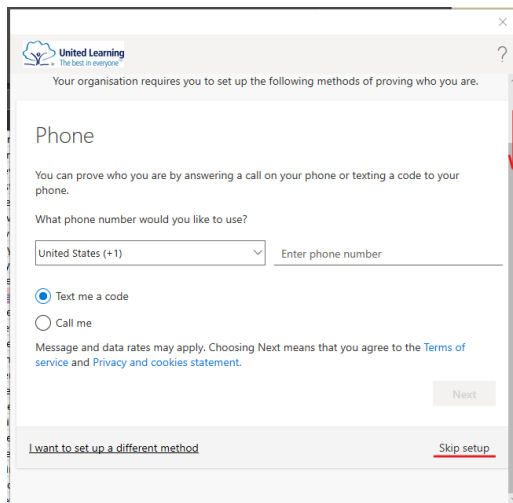 United Learning
The best in everyone
?
Your organisation requires you to set up the following methods of proving who you are.
Phone
You can prove who you are by answering a call on your phone or texting a code to your
phone.
What phone number would you like to use?
United States (+1)
Enter phone number
Text me a code
Call me
Message and data rates may apply. Choosing Next means that you agree to the Terms of
service and Privacy and cookies statement.
Next
I want to set up a different method
Skip setup